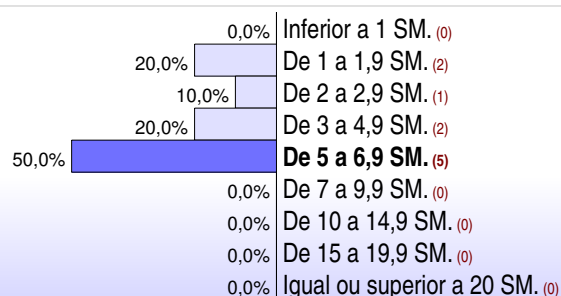 0,0% Inferior a 1 SM. (0)
20,0% De 1 a 1,9 SM. (2)
10,0% De 2 a 2,9 SM. (1)
20,0% De 3 a 4,9 SM. (2)
50,0% De 5 a 6,9 SM. (5)
0,0% De 7 a 9,9 SM. (0)
0,0% De 10 a 14,9 SM. (0)
0,0% De 15 a 19,9 SM. (0)
0,0% Igual ou superior a 20 SM. (0)